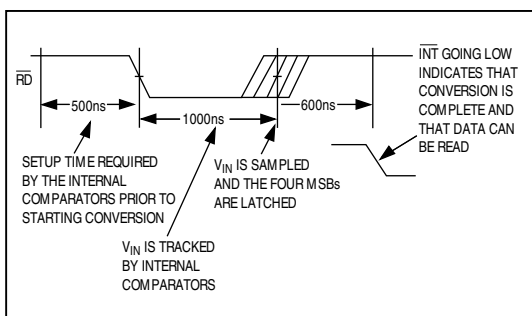 RD
500ns
1000ns
600ns
INT GOING LOW
INDICATES THAT
CONVERSION IS
COMPLETE AND
THAT DATA CAN
BE READ
SETUP TIME REQUIRED
BY THE INTERNAL
COMPARATORS PRIOR TO
STARTING CONVERSION
VIN IS SAMPLED
AND THE FOUR MSBs
ARE LATCHED
VIN IS TRACKED
BY INTERNAL
COMPARATORS